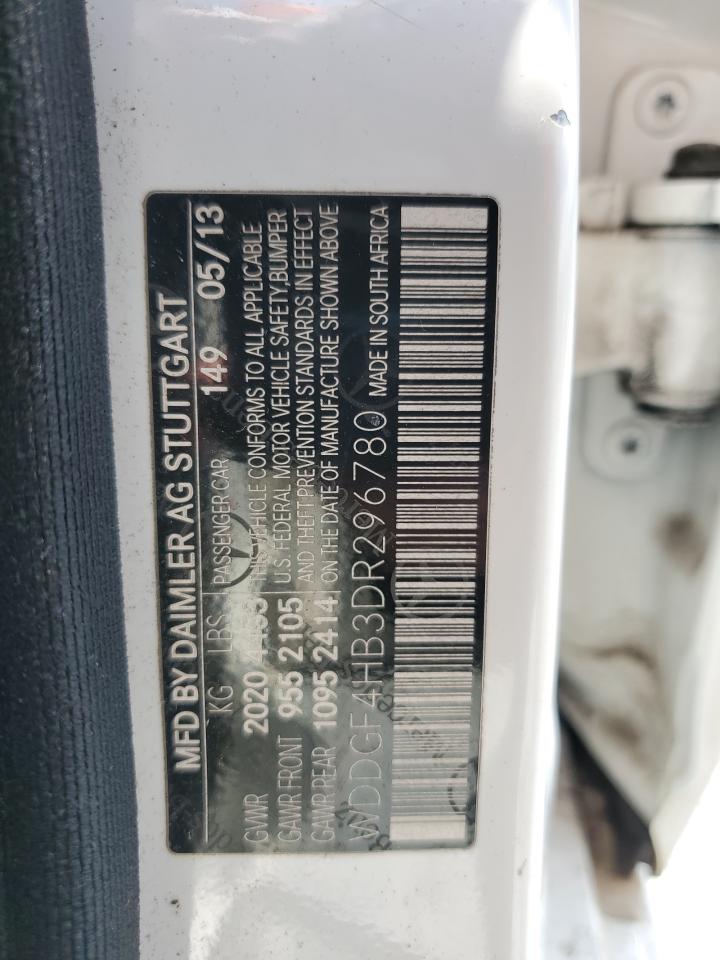 MFD BY DAIMLER AG STUTTGART
149 05/13
KG LBS PASSENGER CAR
GVWR 2020 THIS VEHICLE CONFORMS TO ALL APPLICABLE
GAWR FRONT 955 2105 U.S. FEDERAL MOTOR VEHICLE SAFETY,BUMPER
AND THEFT PREVENTION STANDARDS IN EFFECT
GAWR REAR 1095 2414 ON THE DATE OF MANUFACTURE SHOWN ABOVE
WDDGF4HB3DR296780 MADE IN SOUTH AFRICA